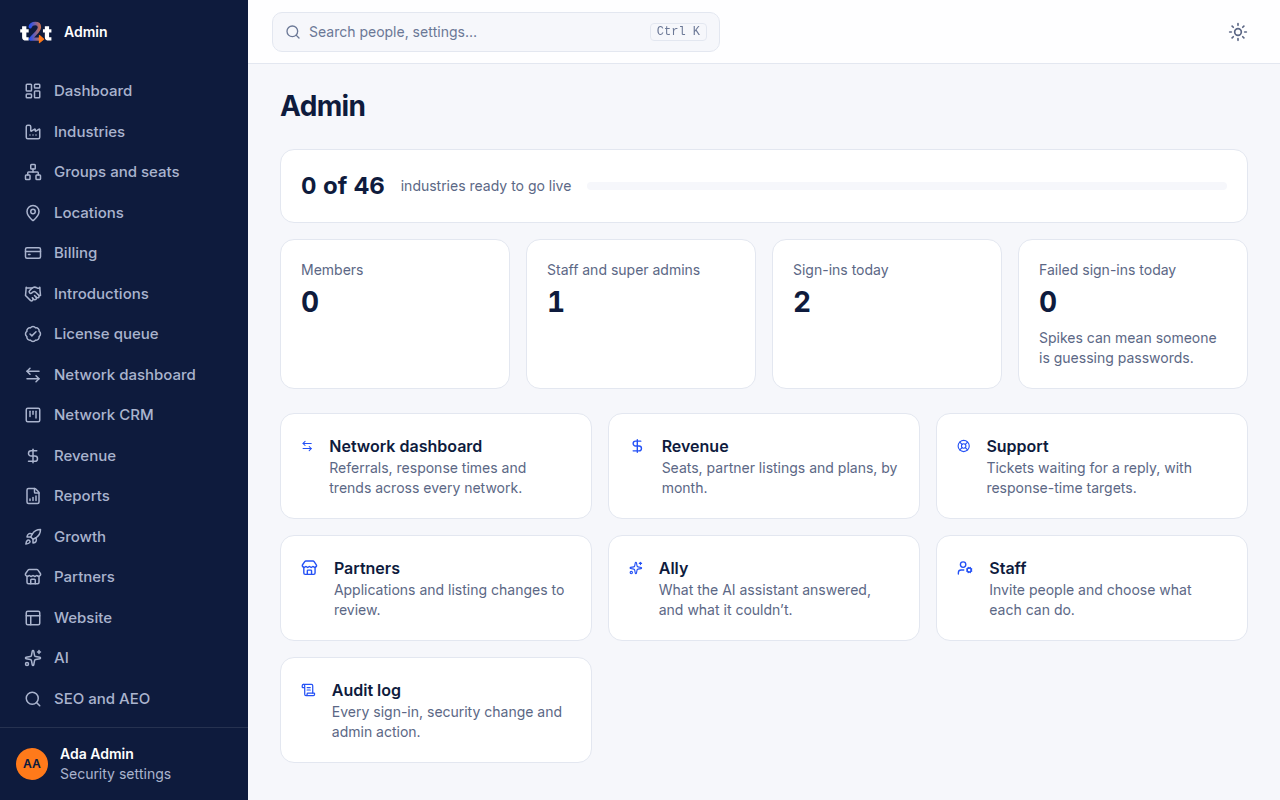 t2t Admin
Search people, settings... Ctrl K
Dashboard
Industries
Groups and seats
Locations
Billing
Introductions
License queue
Network dashboard
Network CRM
Revenue
Reports
Growth
Partners
Website
AI
SEO and AEO
AA
Ada Admin
Security settings
Admin
0 of 46 industries ready to go live
Members
0
Staff and super admins
1
Sign-ins today
2
Failed sign-ins today
0
Spikes can mean someone
is guessing passwords.
Network dashboard
Referrals, response times and
trends across every network.
Revenue
Seats, partner listings and plans, by
month.
Support
Tickets waiting for a reply, with
response-time targets.
Partners
Applications and listing changes to
review.
Ally
What the AI assistant answered,
and what it couldn’t.
Staff
Invite people and choose what
each can do.
Audit log
Every sign-in, security change and
admin action.